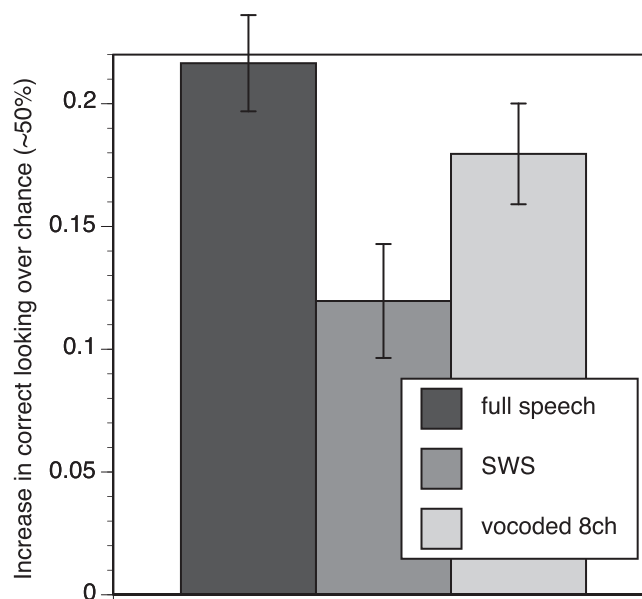 Increase in correct looking over chance (~50%)
0.2
0.15
0.1
0.05
0
full speech
SWS
vocoded 8ch